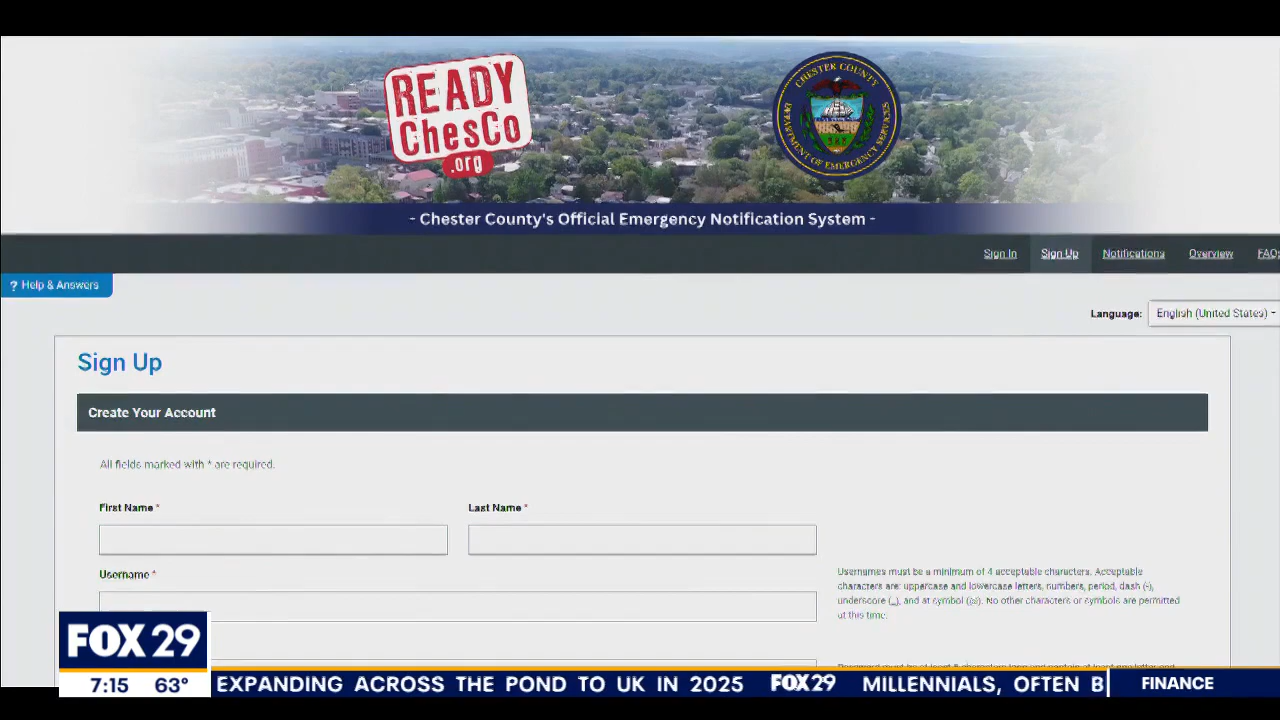 READY
ChesCo
.org
CHESTER COUNTY
DEPARTMENT OF EMERGENCY SERVICES
- Chester County's Official Emergency Notification System -
Sign In
Sign Up
Notifications
Overview
FAQs
? Help & Answers
Language:
English (United States)
Sign Up
Create Your Account
All fields marked with * are required.
First Name *
Last Name *
Username *
Usernames must be a minimum of 4 acceptable characters. Acceptable
characters are: uppercase and lowercase letters, numbers, period, dash (-),
underscore (_), and at symbol (@). No other characters or symbols are permitted
at this time.
FOX 29
7:15 63°
EXPANDING ACROSS THE POND TO UK IN 2025 FOX 29 MILLENNIALS, OFTEN B
FINANCE